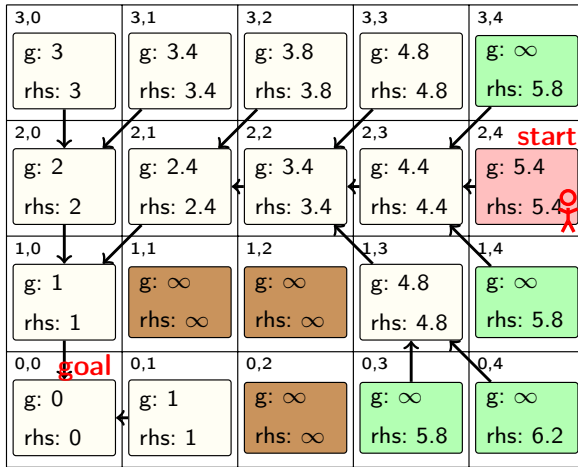 3,0 3,1 3,2 3,3 3,4
g: 3 g: 3.4 g: 3.8 g: 4.8 g: ∞
rhs: 3 rhs: 3.4 rhs: 3.8 rhs: 4.8 rhs: 5.8
2,0 2,1 2,2 2,3 2,4
start
g: 2 g: 2.4 g: 3.4 g: 4.4 g: 5.4
rhs: 2 rhs: 2.4 rhs: 3.4 rhs: 4.4 rhs: 5.4
1,0 1,1 1,2 1,3 1,4
g: 1 g: ∞ g: ∞ g: 4.8 g: ∞
rhs: 1 rhs: ∞ rhs: ∞ rhs: 4.8 rhs: 5.8
0,0 0,1 0,2 0,3 0,4
goal
g: 0 g: 1 g: ∞ g: ∞ g: ∞
rhs: 0 rhs: 1 rhs: ∞ rhs: 5.8 rhs: 6.2